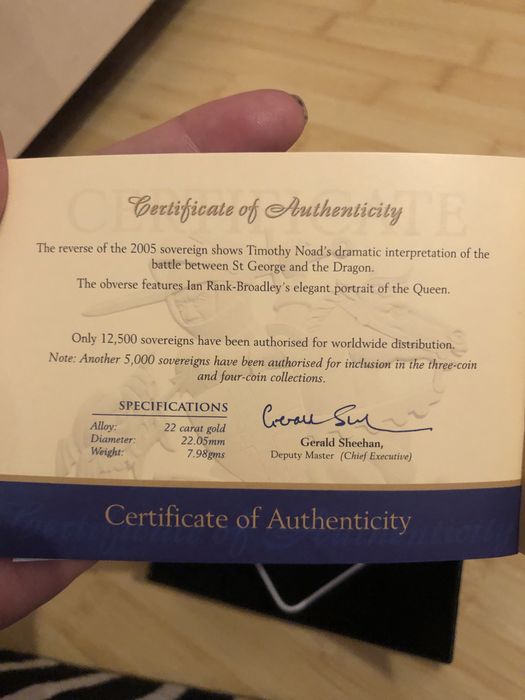 CERTIFICATE
Certificate of Authenticity
The reverse of the 2005 sovereign shows Timothy Noad's dramatic interpretation of the
battle between St George and the Dragon.
The obverse features Ian Rank-Broadley's elegant portrait of the Queen.
Only 12,500 sovereigns have been authorised for worldwide distribution.
Note: Another 5,000 sovereigns have been authorised for inclusion in the three-coin
and four-coin collections.
SPECIFICATIONS
Alloy: 22 carat gold
Diameter: 22.05mm
Weight: 7.98gms
Gerald Sheehan,
Deputy Master (Chief Executive)
Certificate of Authenticity